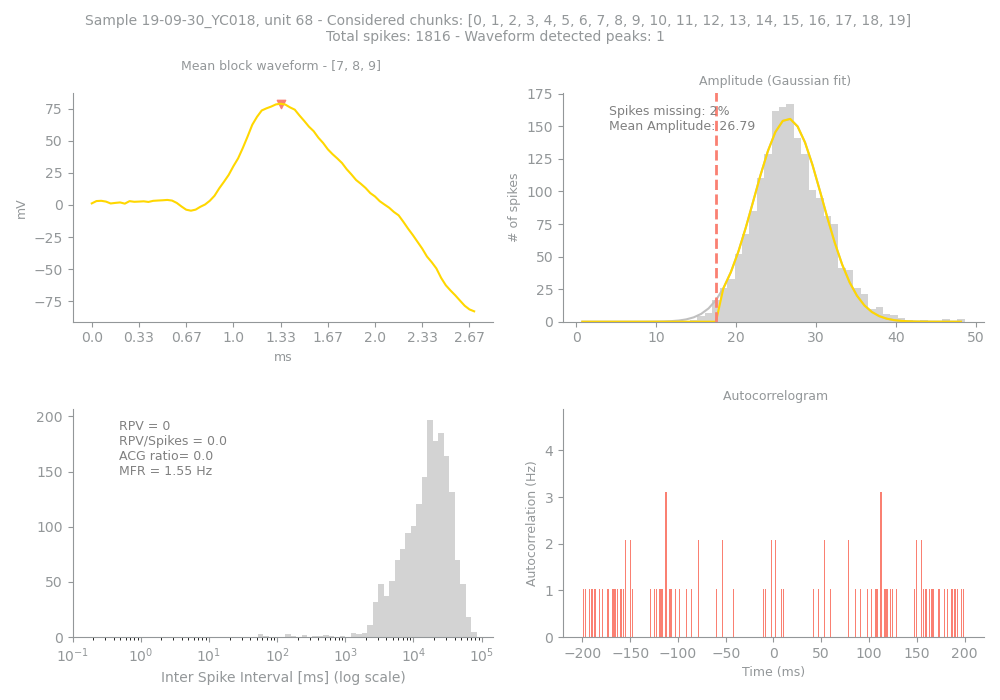 Sample 19-09-30_YC018, unit 68 - Considered chunks: [0, 1, 2, 3, 4, 5, 6, 7, 8, 9, 10, 11, 12, 13, 14, 15, 16, 17, 18, 19]
Total spikes: 1816 - Waveform detected peaks: 1
Mean block waveform - [7, 8, 9]
75
50
25
0
−25
−50
−75
mV
0.0 0.33 0.67 1.0 1.33 1.67 2.0 2.33 2.67
ms
Amplitude (Gaussian fit)
Spikes missing: 2%
Mean Amplitude: 26.79
175
150
125
100
75
50
25
0
# of spikes
0 10 20 30 40 50
RPV = 0
RPV/Spikes = 0.0
ACG ratio= 0.0
MFR = 1.55 Hz
200
150
100
50
0
10⁻¹ 10⁰ 10¹ 10² 10³ 10⁴ 10⁵
Inter Spike Interval [ms] (log scale)
Autocorrelogram
4
3
2
1
0
Autocorrelation (Hz)
−200 −150 −100 −50 0 50 100 150 200
Time (ms)